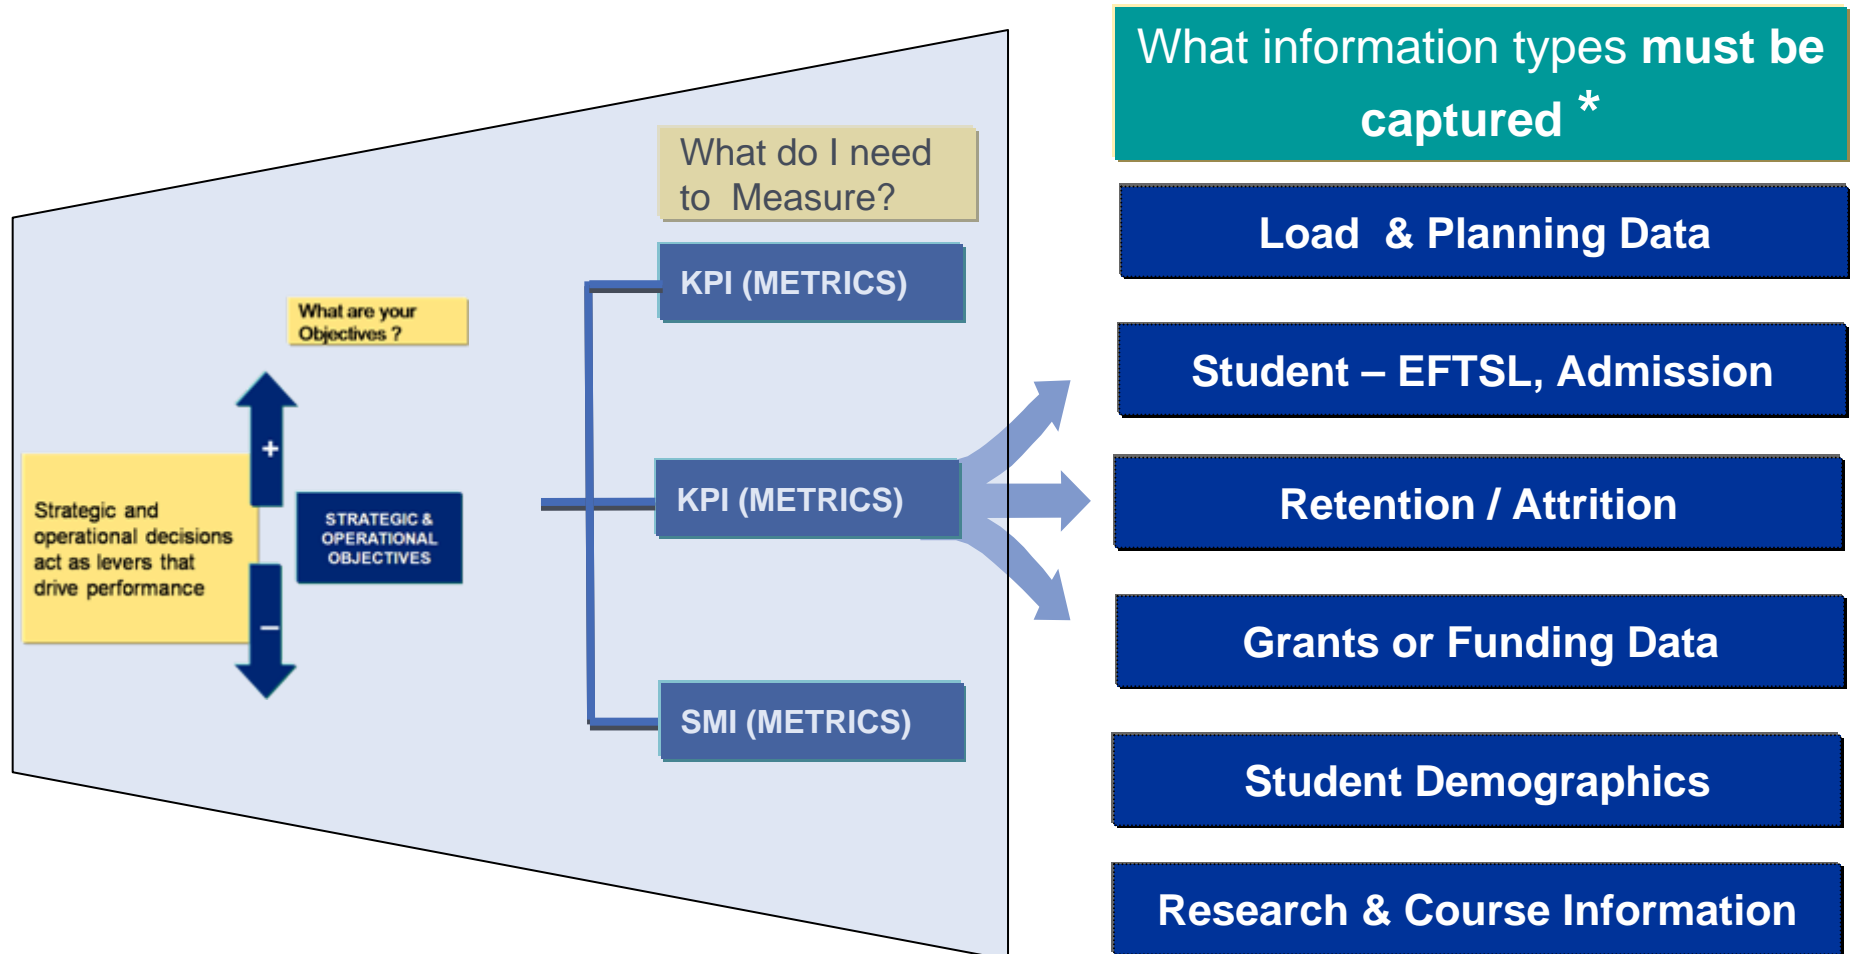 What information types must be
captured *
What do I need
to Measure?
Load & Planning Data
KPI (METRICS)
What are your
Objectives ?
Student – EFTSL, Admission
+
Strategic and
operational decisions
act as levers that
drive performance
STRATEGIC &
OPERATIONAL
OBJECTIVES
KPI (METRICS)
Retention / Attrition
–
Grants or Funding Data
SMI (METRICS)
Student Demographics
Research & Course Information